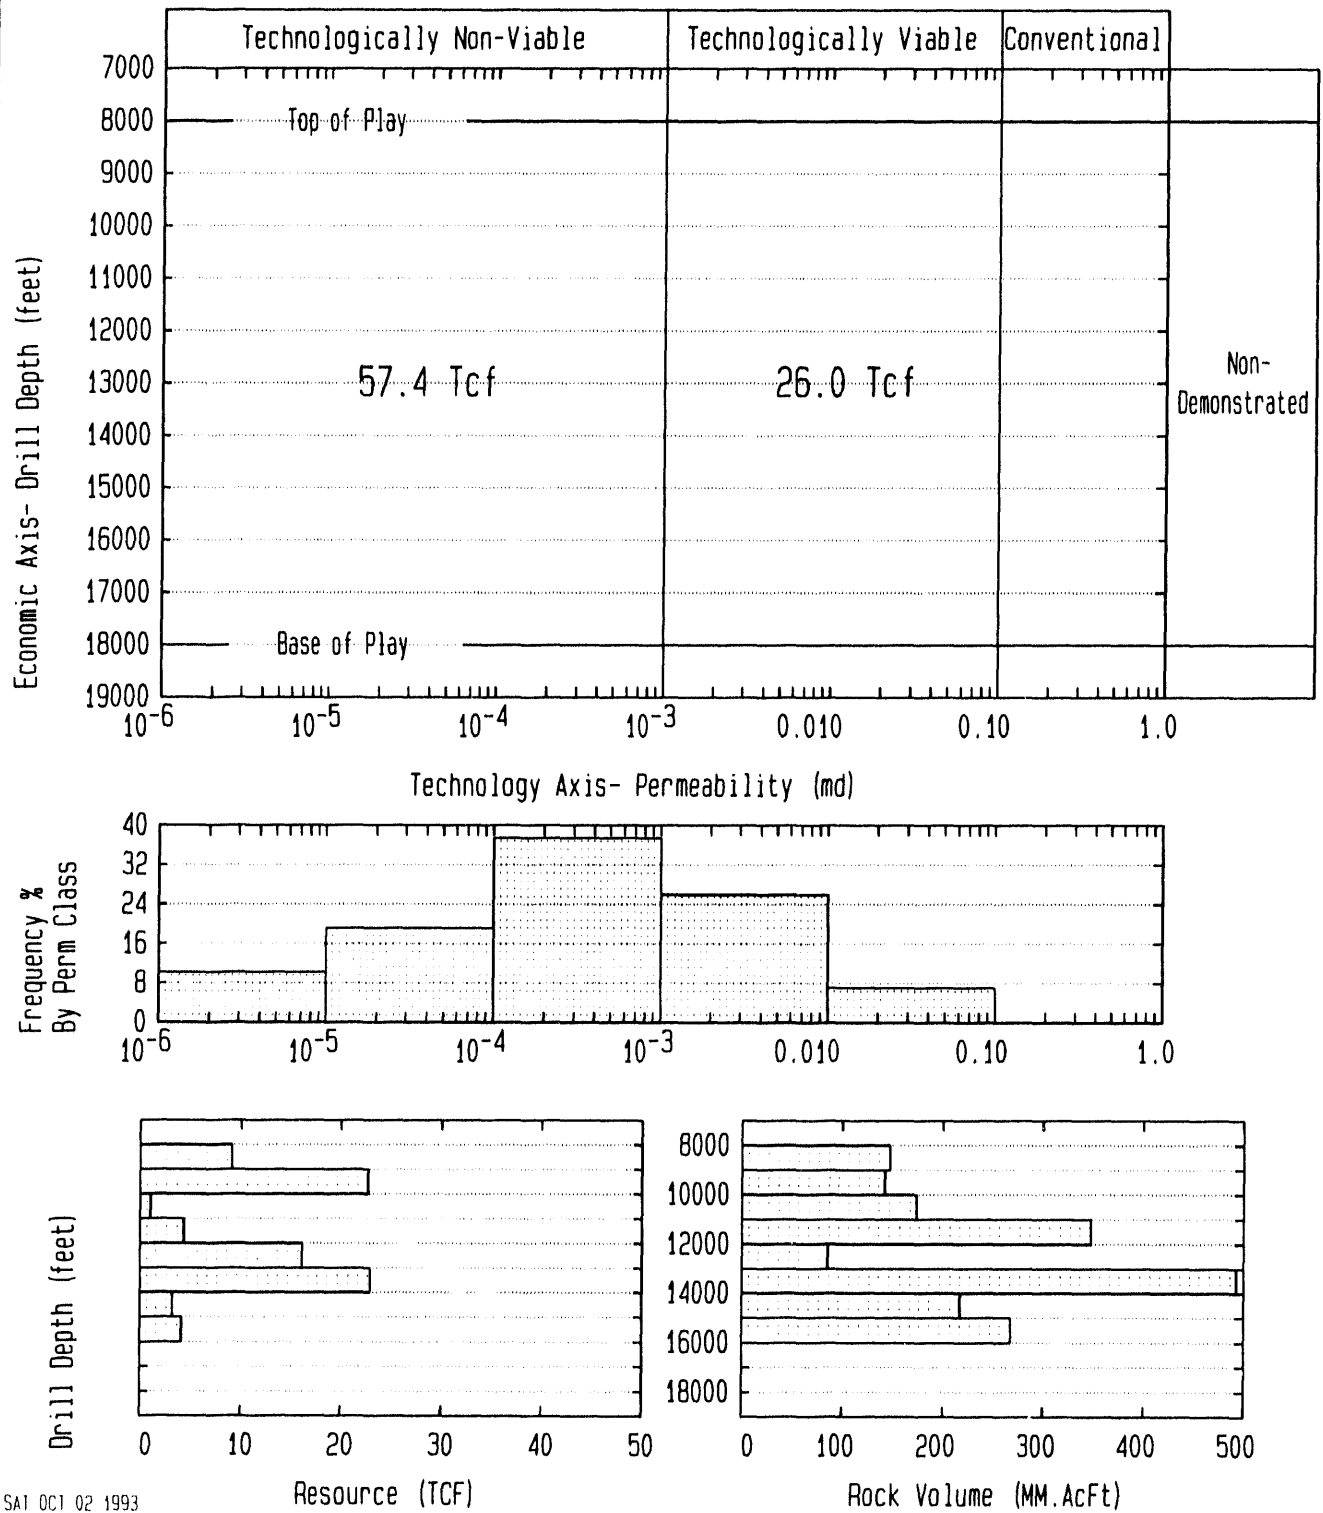 Technologically Non-Viable Technologically Viable Conventional
7000
8000 Top of Play
9000
10000
11000
12000
13000 57.4 Tcf 26.0 Tcf
Non-
Demonstrated
14000
15000
16000
17000
18000 Base of Play
19000
Economic Axis- Drill Depth (feet)
10-6 10-5 10-4 10-3 0.010 0.10 1.0
Technology Axis- Permeability (md)
40
32
24
16
8
0
Frequency %
By Perm Class
10-6 10-5 10-4 10-3 0.010 0.10 1.0
8000
10000
12000
14000
16000
18000
Drill Depth (feet)
0 10 20 30 40 50
0 100 200 300 400 500
Resource (TCF)
Rock Volume (MM.AcFt)
SAT OCT 02 1993